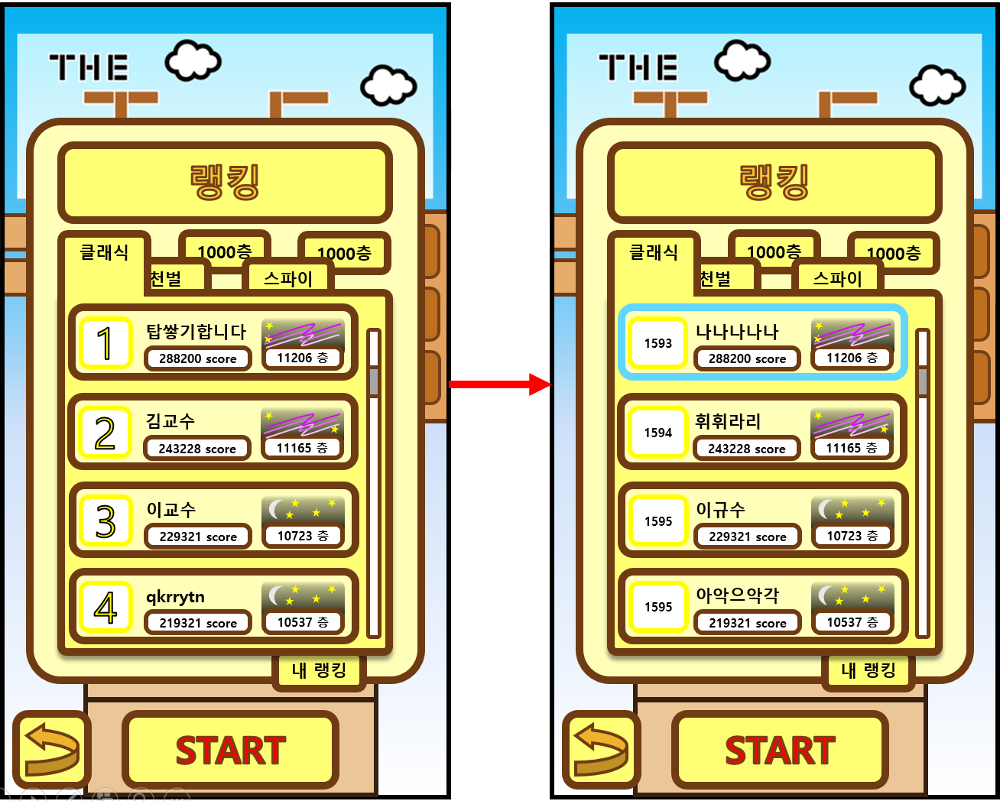 THE
랭킹
클래식
1000층
1000층
천벌
스파이
1
탑쌓기합니다
288200 score
11206 층
2
김교수
243228 score
11165 층
3
이교수
229321 score
10723 층
4
qkrrytn
219321 score
10537 층
내 랭킹
START
THE
랭킹
클래식
1000층
1000층
천벌
스파이
1593
나나나나나
288200 score
11206 층
1594
휘휘라리
243228 score
11165 층
1595
이규수
229321 score
10723 층
1595
아악으악각
219321 score
10537 층
내 랭킹
START